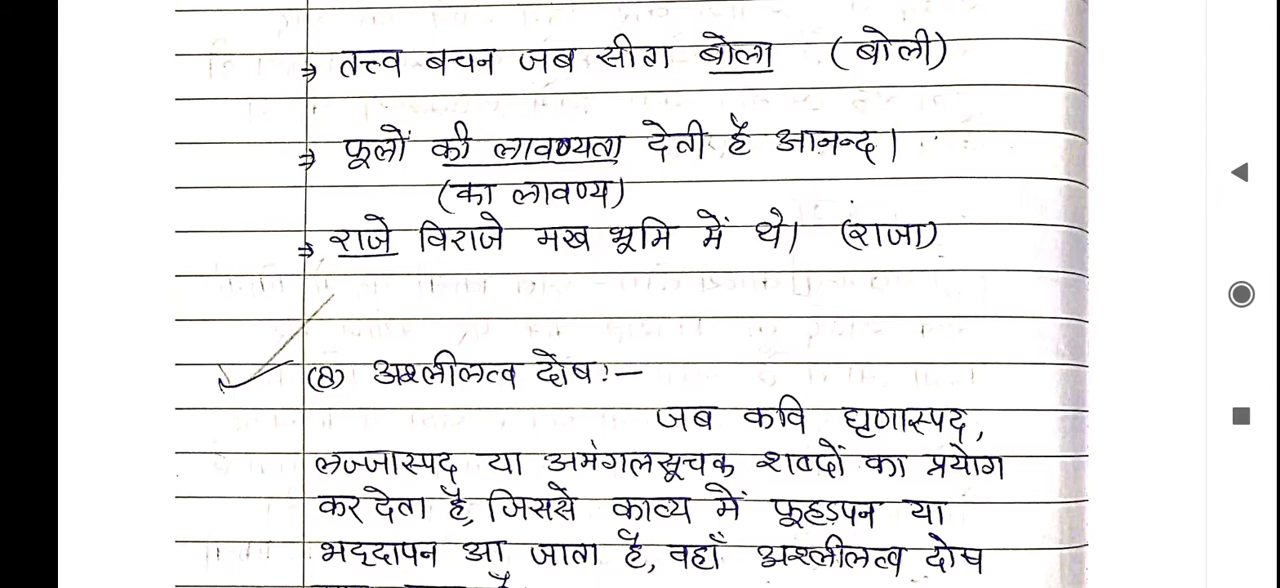 ⇒ तत्त्व बचन जब सीता बोला (बोली)
⇒ फूलों की लावण्यता देती है आनन्द।
(का लावण्य)
⇒ राजे विराजे मख भूमि में थे। (राजा)
(8) अश्लीलत्व दोष:—
जब कवि घृणास्पद,
लज्जास्पद या अमंगलसूचक शब्दों का प्रयोग
कर देता है, जिससे काव्य में फूहड़पन या
भद्दापन आ जाता है, वहाँ अश्लीलत्व दोष